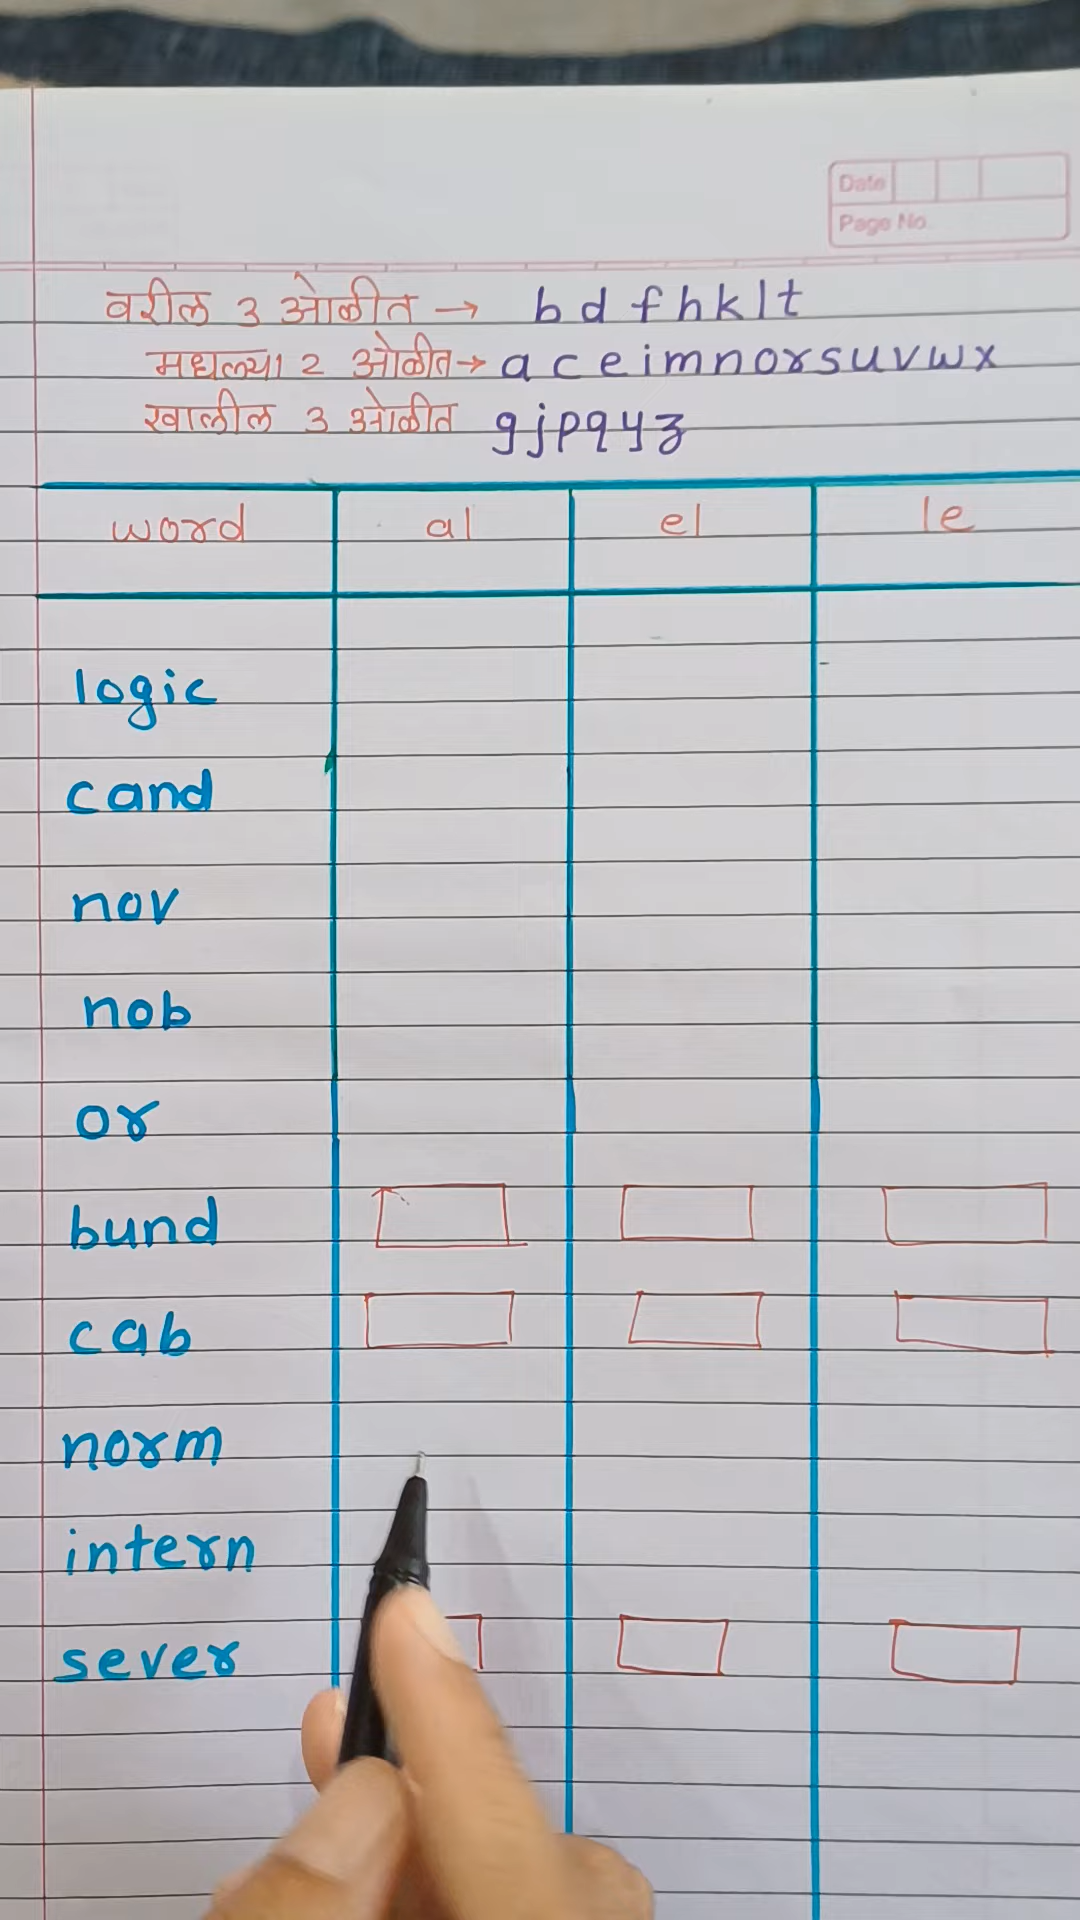 Date
Page No.
वरील 3 ओळीत → b d f h k l t
मधल्या 2 ओळीत → a c e i m n o r s u v w x
खालील 3 ओळीत g j p q y z
word al el le
logic
cand
nov
nob
or
bund
cab
norm
intern
sever